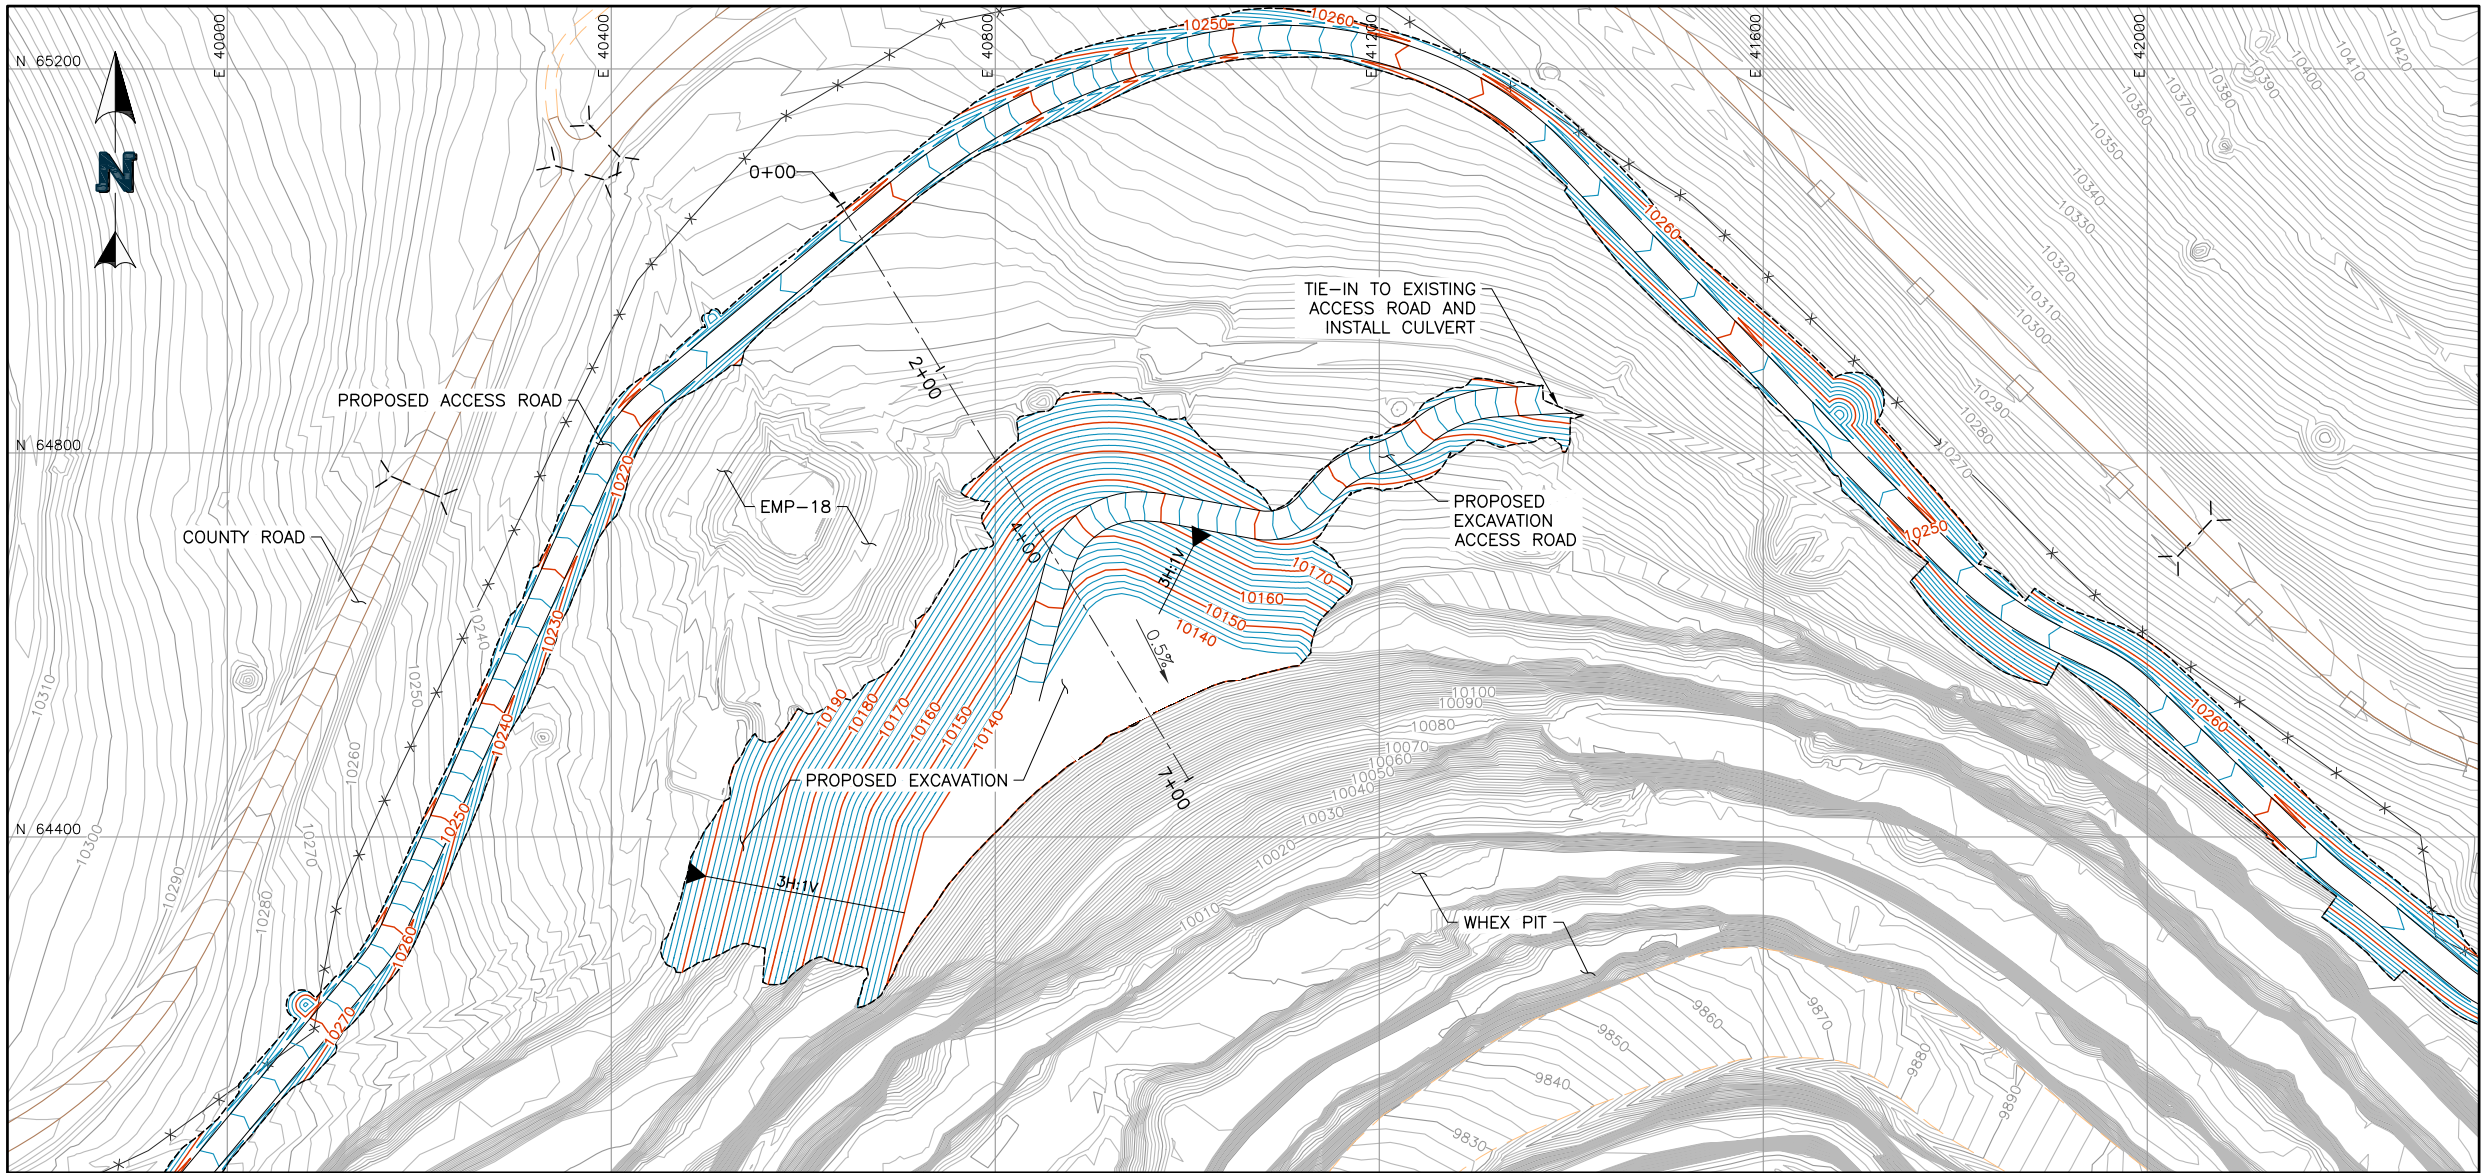 E 40000
E 40400
E 40800
E 41200
E 41600
E 42000
N 65200
N 64800
N 64400
N
10250
10260
10420
10410
10400
10390
10380
10370
10360
10350
10340
10330
10320
10310
10300
10290
10280
10270
0+00
2+00
4+00
7+00
10260
TIE-IN TO EXISTING
ACCESS ROAD AND
INSTALL CULVERT
PROPOSED ACCESS ROAD
10220
EMP-18
COUNTY ROAD
PROPOSED
EXCAVATION
ACCESS ROAD
10250
3H:1V
10170
10160
10150
10140
0.5%
10230
10240
10240
10250
10260
10270
10280
10290
10300
10310
10190
10180
10170
10160
10150
10140
10240
10250
10260
10270
PROPOSED EXCAVATION
3H:1V
10260
10100
10090
10080
10070
10060
10050
10040
10030
10020
10010
WHEX PIT
9870
9860
9850
9840
9830
9880
9890